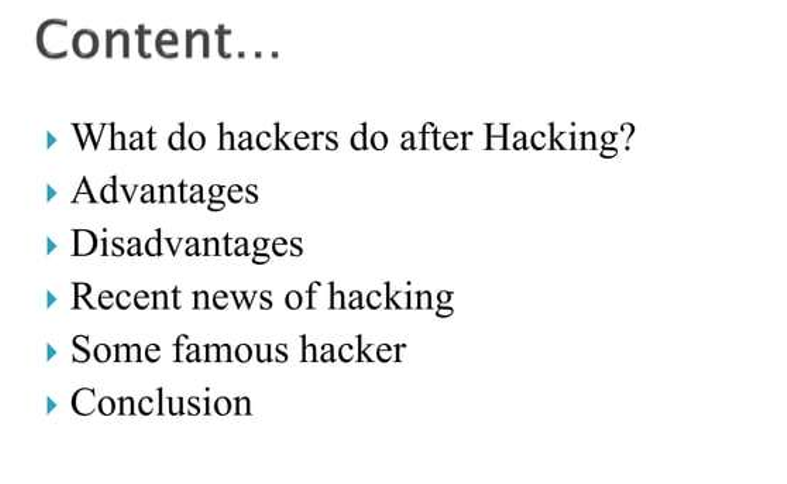 Content...
What do hackers do after Hacking?
Advantages
Disadvantages
Recent news of hacking
Some famous hacker
Conclusion